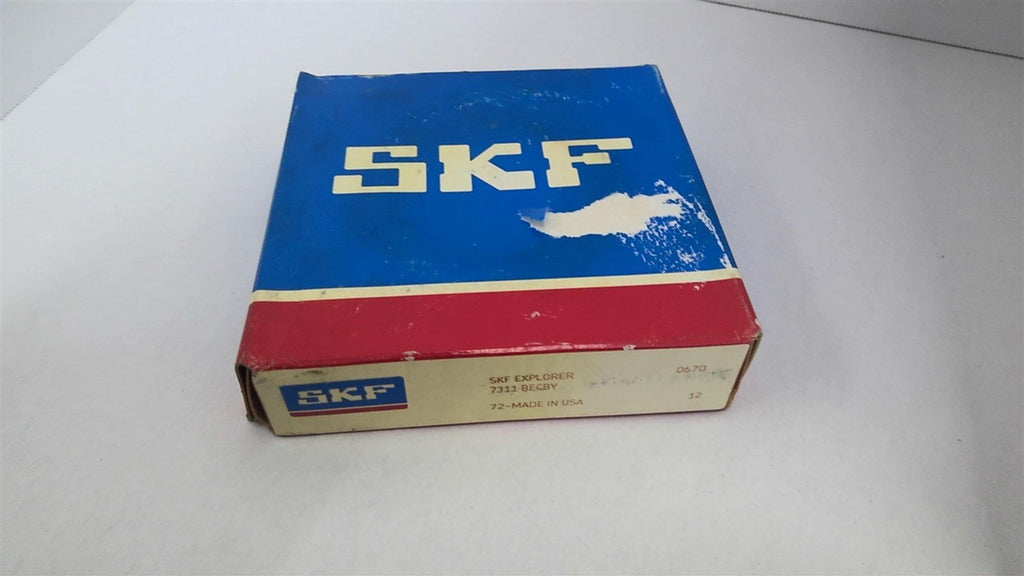 SKF
SKF
SKF EXPLORER
7311 BECBY
72-MADE IN USA
0670
12